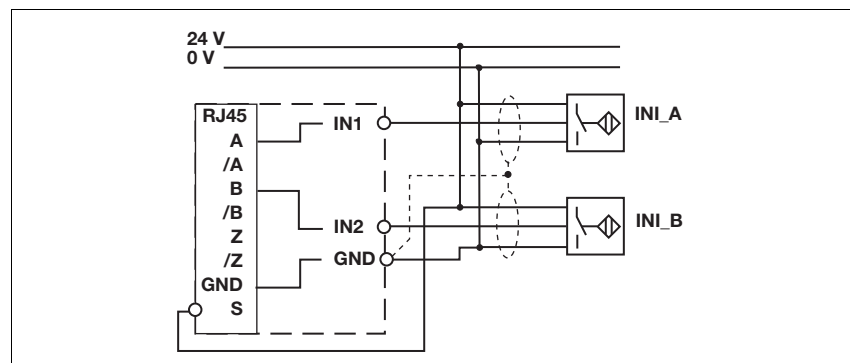 24 V
0 V
RJ45
A
/A
B
/B
Z
/Z
GND
S
IN1
IN2
GND
INI_A
INI_B